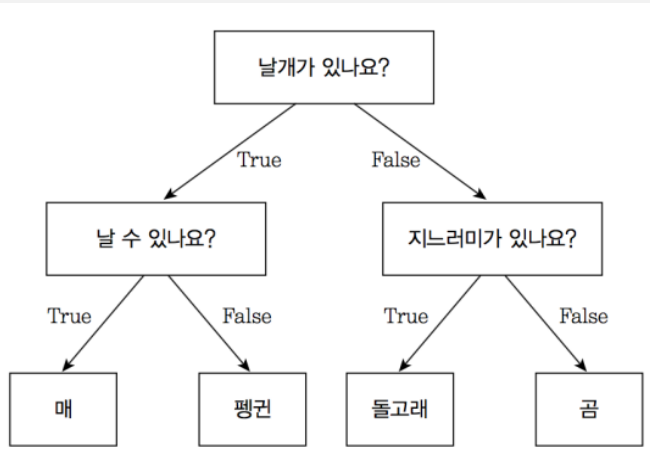 날개가 있나요?
True
False
날 수 있나요?
지느러미가 있나요?
True
False
True
False
매
펭귄
돌고래
곰